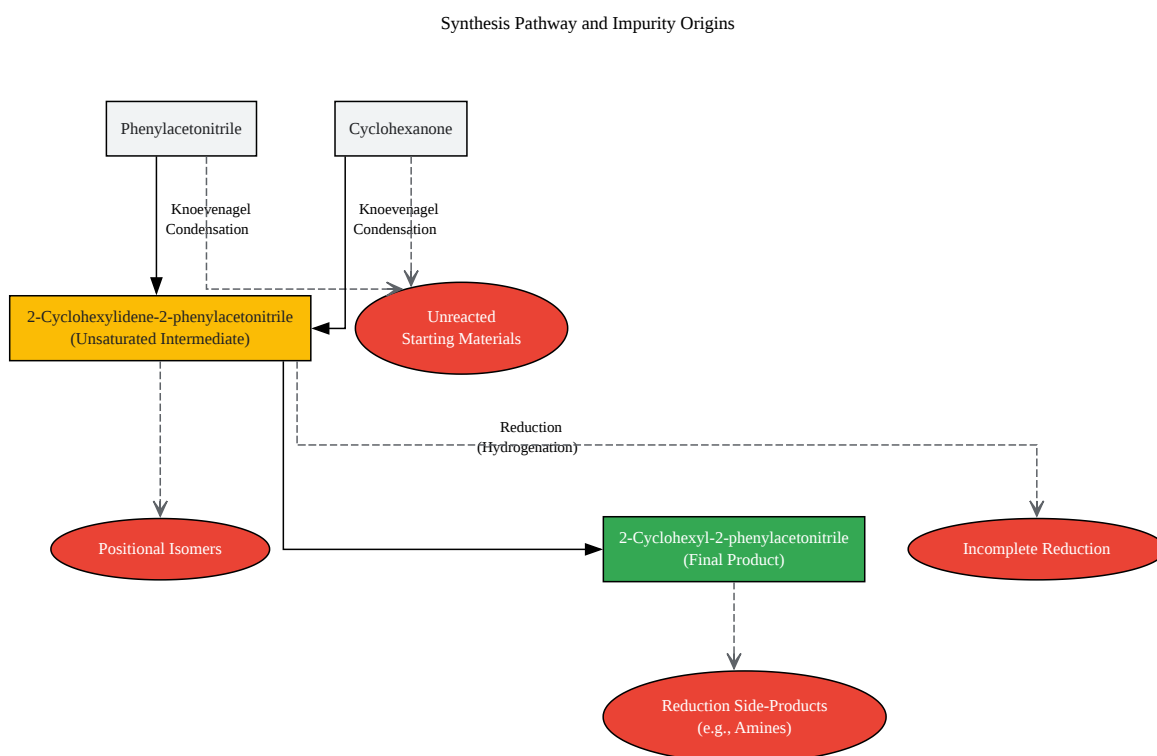 Synthesis Pathway and Impurity Origins
Phenylacetonitrile
Cyclohexanone
Knoevenagel
Condensation
Knoevenagel
Condensation
2-Cyclohexylidene-2-phenylacetonitrile
(Unsaturated Intermediate)
Unreacted
Starting Materials
Reduction
(Hydrogenation)
Positional Isomers
2-Cyclohexyl-2-phenylacetonitrile
(Final Product)
Incomplete Reduction
Reduction Side-Products
(e.g., Amines)